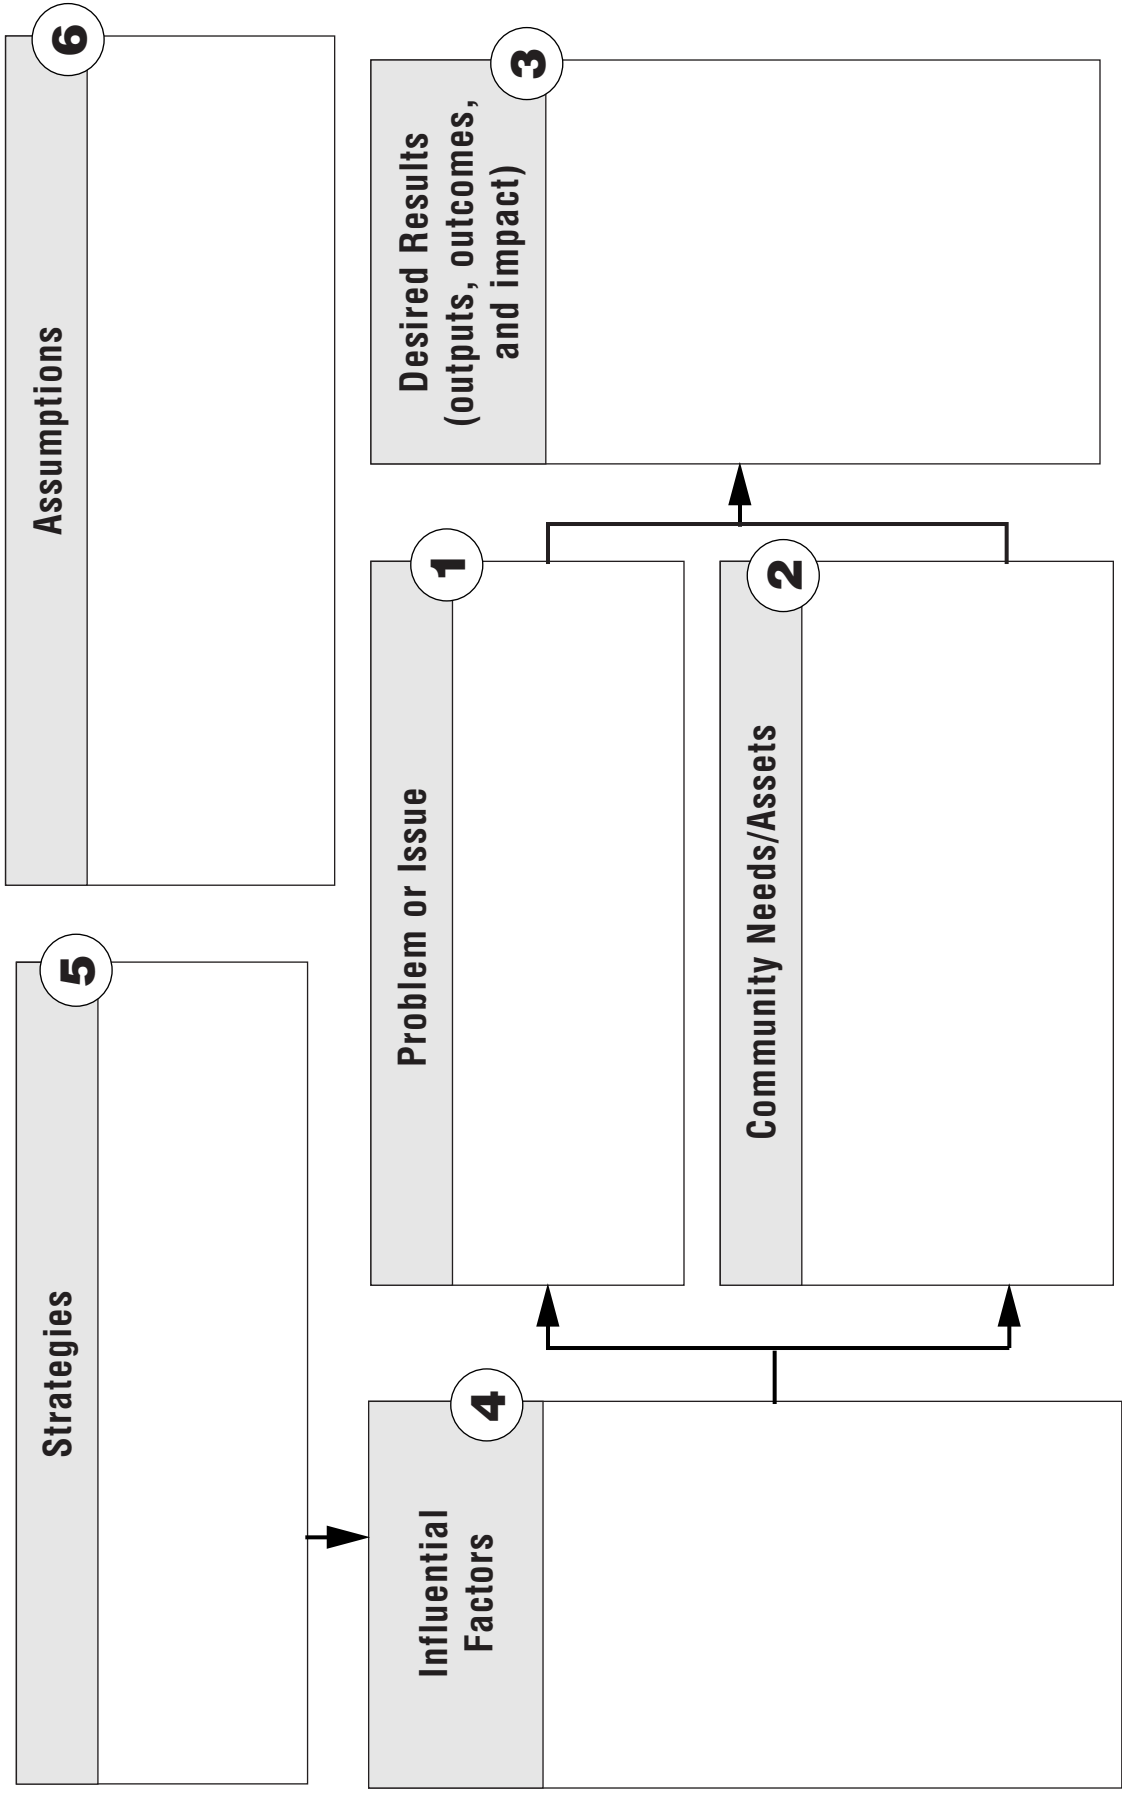 Strategies
5
Assumptions
6
Influential
Factors
4
Problem or Issue
1
Community Needs/Assets
2
Desired Results
(outputs, outcomes,
and impact)
3